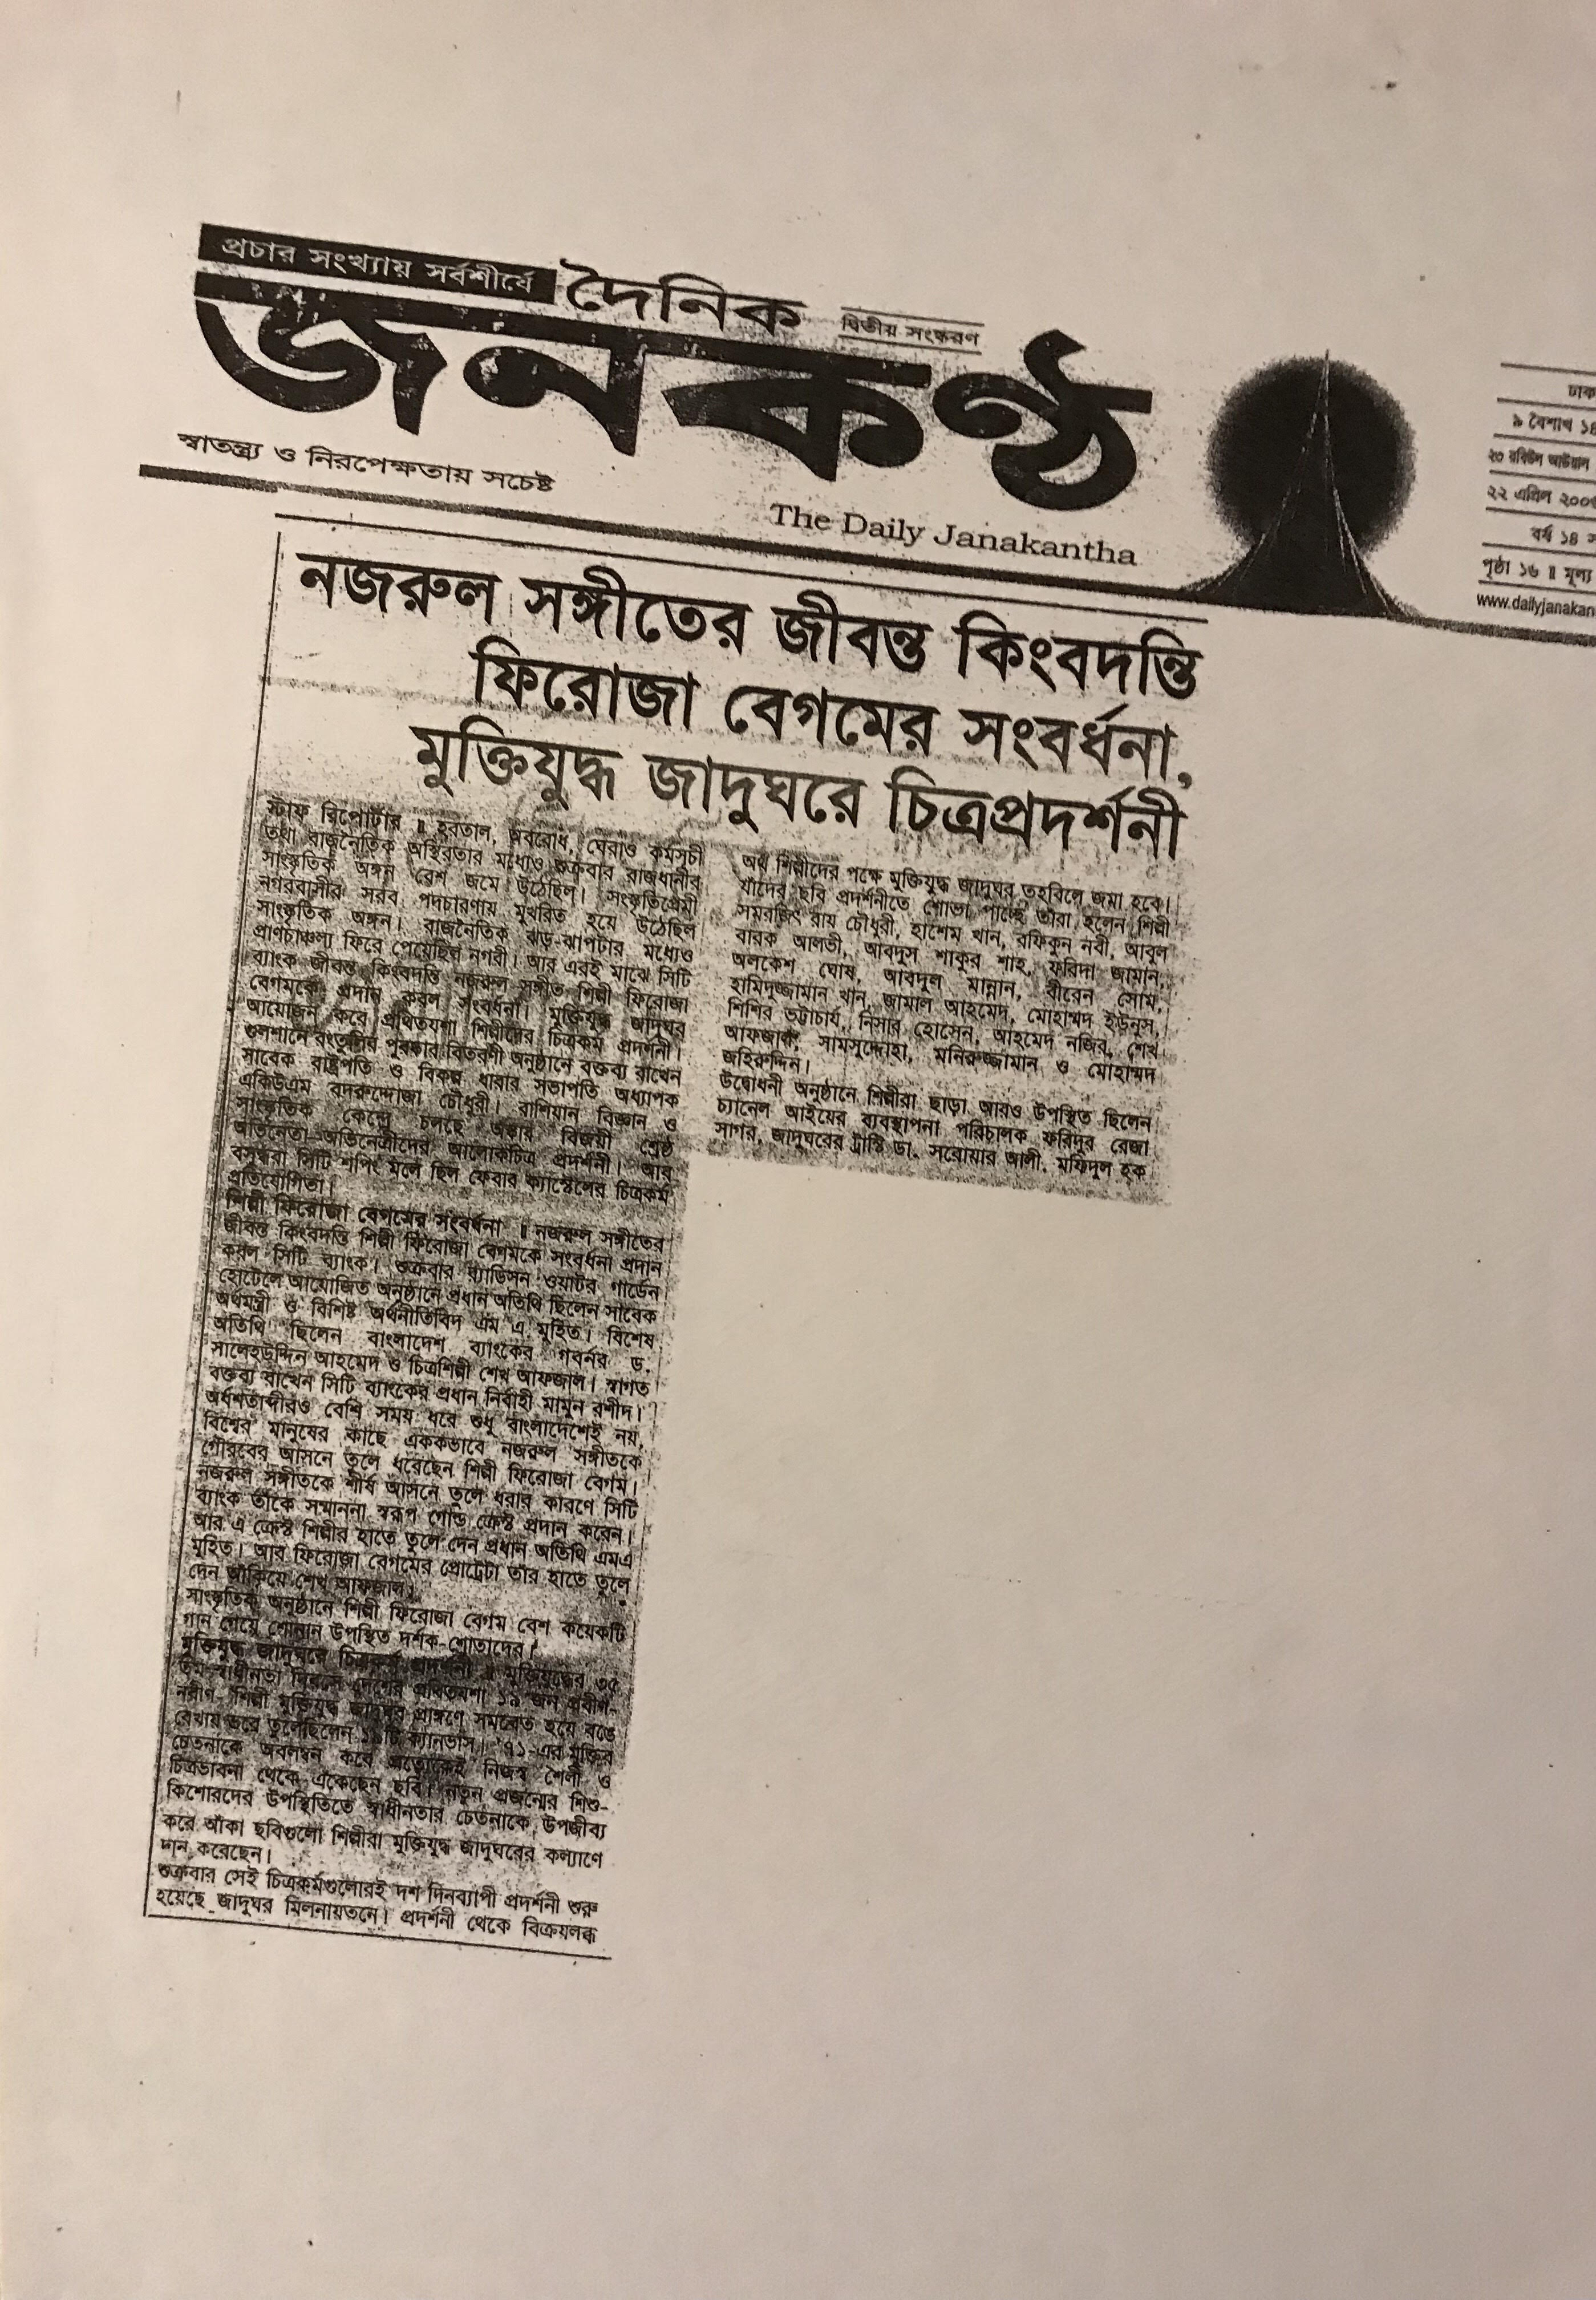 প্রচার সংখ্যায় সর্বশীর্ষে
দৈনিক
দ্বিতীয় সংস্করণ
জনকণ্ঠ
স্বাতন্ত্র্য ও নিরপেক্ষতায় সচেষ্ট
The Daily Janakantha
ঢাক
৯ বৈশাখ ১৪
২৩ রবিউল আউয়াল
২২ এপ্রিল ২০০
বর্ষ ১৪ স
পৃষ্ঠা ১৬ ॥ মূল্য
www.dailyjanakan
নজরুল সঙ্গীতের জীবন্ত কিংবদন্তি
ফিরোজা বেগমের সংবর্ধনা,
মুক্তিযুদ্ধ জাদুঘরে চিত্রপ্রদর্শনী
স্টাফ রিপোর্টার ॥ হরতাল, অবরোধ, ঘেরাও কর্মসূচী
তথা রাজনৈতিক অস্থিরতার মধ্যেও শুক্রবার রাজধানীর
সাংস্কৃতিক অঙ্গন বেশ জমে উঠেছিল। সংস্কৃতিপ্রেমী
নগরবাসীর সরব পদচারণায় মুখরিত হয়ে উঠেছিল
সাংস্কৃতিক অঙ্গন। রাজনৈতিক ঝড়-ঝাপটার মধ্যেও
প্রাণচাঞ্চল্য ফিরে পেয়েছিল নগরী। আর এরই মাঝে সিটি
ব্যাংক জীবন্ত কিংবদন্তি নজরুল সঙ্গীত শিল্পী ফিরোজা
বেগমকে প্রদান করল সংবর্ধনা। মুক্তিযুদ্ধ জাদুঘর
আয়োজন করে প্রথিতযশা শিল্পীদের চিত্রকর্ম প্রদর্শনী।
গুলশানে রংতুলির পুরস্কার বিতরণী অনুষ্ঠানে বক্তব্য রাখেন
সাবেক রাষ্ট্রপতি ও বিকল্প ধারার সভাপতি অধ্যাপক
একিউএম বদরুদ্দোজা চৌধুরী। রাশিয়ান বিজ্ঞান ও
সাংস্কৃতিক কেন্দ্রে চলছে অস্কার বিজয়ী শ্রেষ্ঠ
অভিনেতা-অভিনেত্রীদের আলোকচিত্র প্রদর্শনী। আর
বসুন্ধরা সিটি শপিং মলে ছিল ফেবার ক্যাস্টেলের চিত্রকর্ম
প্রতিযোগিতা।
শিল্পী ফিরোজা বেগমের সংবর্ধনা ॥ নজরুল সঙ্গীতের
জীবন্ত কিংবদন্তি শিল্পী ফিরোজা বেগমকে সংবর্ধনা প্রদান
করল সিটি ব্যাংক। শুক্রবার র‌্যাডিসন ওয়াটার গার্ডেন
হোটেলে আয়োজিত অনুষ্ঠানে প্রধান অতিথি ছিলেন সাবেক
অর্থমন্ত্রী ও বিশিষ্ট অর্থনীতিবিদ এম এ মুহিত। বিশেষ
অতিথি ছিলেন বাংলাদেশ ব্যাংকের গবর্নর ড.
সালেহউদ্দিন আহমেদ ও চিত্রশিল্পী শেখ আফজাল। স্বাগত
বক্তব্য রাখেন সিটি ব্যাংকের প্রধান নির্বাহী মামুন রশীদ।
অর্ধশতাব্দীরও বেশি সময় ধরে শুধু বাংলাদেশেই নয়,
বিশ্বের মানুষের কাছে এককভাবে নজরুল সঙ্গীতকে
গৌরবের আসনে তুলে ধরেছেন শিল্পী ফিরোজা বেগম।
নজরুল সঙ্গীতকে শীর্ষ আসনে তুলে ধরার কারণে সিটি
ব্যাংক তাঁকে সম্মাননা স্বরূপ গোল্ড ক্রেস্ট প্রদান করেন।
আর এ ক্রেস্ট শিল্পীর হাতে তুলে দেন প্রধান অতিথি এমএ
মুহিত। আর ফিরোজা বেগমের প্রোট্রেটা তাঁর হাতে তুলে
দেন আঁকিয়ে শেখ আফজাল।
সাংস্কৃতিক অনুষ্ঠানে শিল্পী ফিরোজা বেগম বেশ কয়েকটি
গান গেয়ে শোনান উপস্থিত দর্শক-শ্রোতাদের।
মুক্তিযুদ্ধ জাদুঘরে চিত্রকর্ম প্রদর্শনী ॥ মুক্তিযুদ্ধের ৩৫
তম স্বাধীনতা দিবসে দেশের প্রথিতযশা ১৯ জন প্রবীণ-
নবীণ শিল্পী মুক্তিযুদ্ধ জাদুঘর প্রাঙ্গণে সমবেত হয়ে রঙে
রেখায় ভরে তুলেছিলেন ১৯টি ক্যানভাস। '৭১-এর মুক্তির
চেতনাকে অবলম্বন করে প্রত্যেকেই নিজস্ব শৈলী ও
চিত্রভাবনা থেকে এঁকেছেন ছবি। নতুন প্রজন্মের শিশু-
কিশোরদের উপস্থিতিতে স্বাধীনতার চেতনাকে উপজীব্য
করে আঁকা ছবিগুলো শিল্পীরা মুক্তিযুদ্ধ জাদুঘরের কল্যাণে
দান করেছেন।
শুক্রবার সেই চিত্রকর্মগুলোরই দশ দিনব্যাপী প্রদর্শনী শুরু
হয়েছে জাদুঘর মিলনায়তনে। প্রদর্শনী থেকে বিক্রয়লব্ধ
অর্থ শিল্পীদের পক্ষে মুক্তিযুদ্ধ জাদুঘর তহবিলে জমা হবে।
যাঁদের ছবি প্রদর্শনীতে শোভা পাচ্ছে তাঁরা হলেন শিল্পী
সমরজিৎ রায় চৌধুরী, হাশেম খান, রফিকুন নবী, আবুল
বারক আলভী, আবদুস শাকুর শাহ, ফরিদা জামান,
অলকেশ ঘোষ, আবদুল মান্নান, বীরেন সোম,
হামিদুজ্জামান খান, জামাল আহমেদ, মোহাম্মদ ইউনুস,
শিশির ভট্টাচার্য, নিসার হোসেন, আহমেদ নজির, শেখ
আফজাল, সামসুদ্দোহা, মনিরুজ্জামান ও মোহাম্মদ
জহিরুদ্দিন।
উদ্বোধনী অনুষ্ঠানে শিল্পীরা ছাড়া আরও উপস্থিত ছিলেন
চ্যানেল আইয়ের ব্যবস্থাপনা পরিচালক ফরিদুর রেজা
সাগর, জাদুঘরের ট্রাস্টি ডা. সরোয়ার আলী, মফিদুল হক